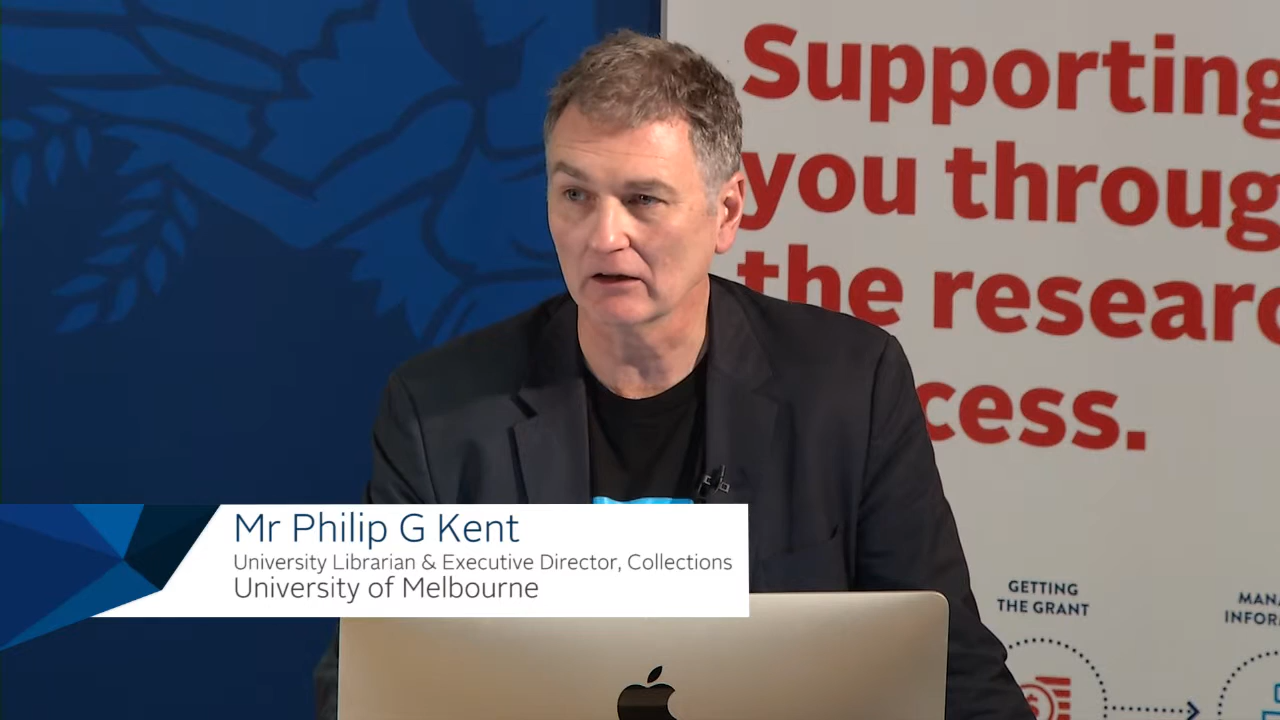 Supporting
you throug
the researc
cess.
Mr Philip G Kent
University Librarian & Executive Director, Collections
University of Melbourne
GETTING
THE GRANT
MANA
INFOR